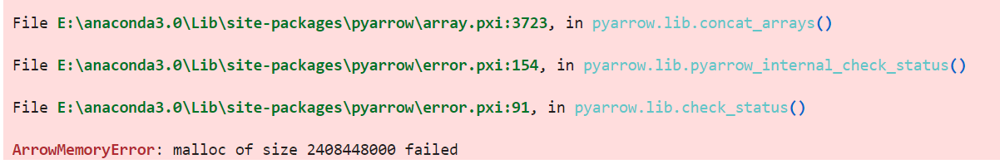 File E:\anaconda3.0\Lib\site-packages\pyarrow\array.pxi:3723, in pyarrow.lib.concat_arrays()
File E:\anaconda3.0\Lib\site-packages\pyarrow\error.pxi:154, in pyarrow.lib.pyarrow_internal_check_status()
File E:\anaconda3.0\Lib\site-packages\pyarrow\error.pxi:91, in pyarrow.lib.check_status()
ArrowMemoryError: malloc of size 2408448000 failed